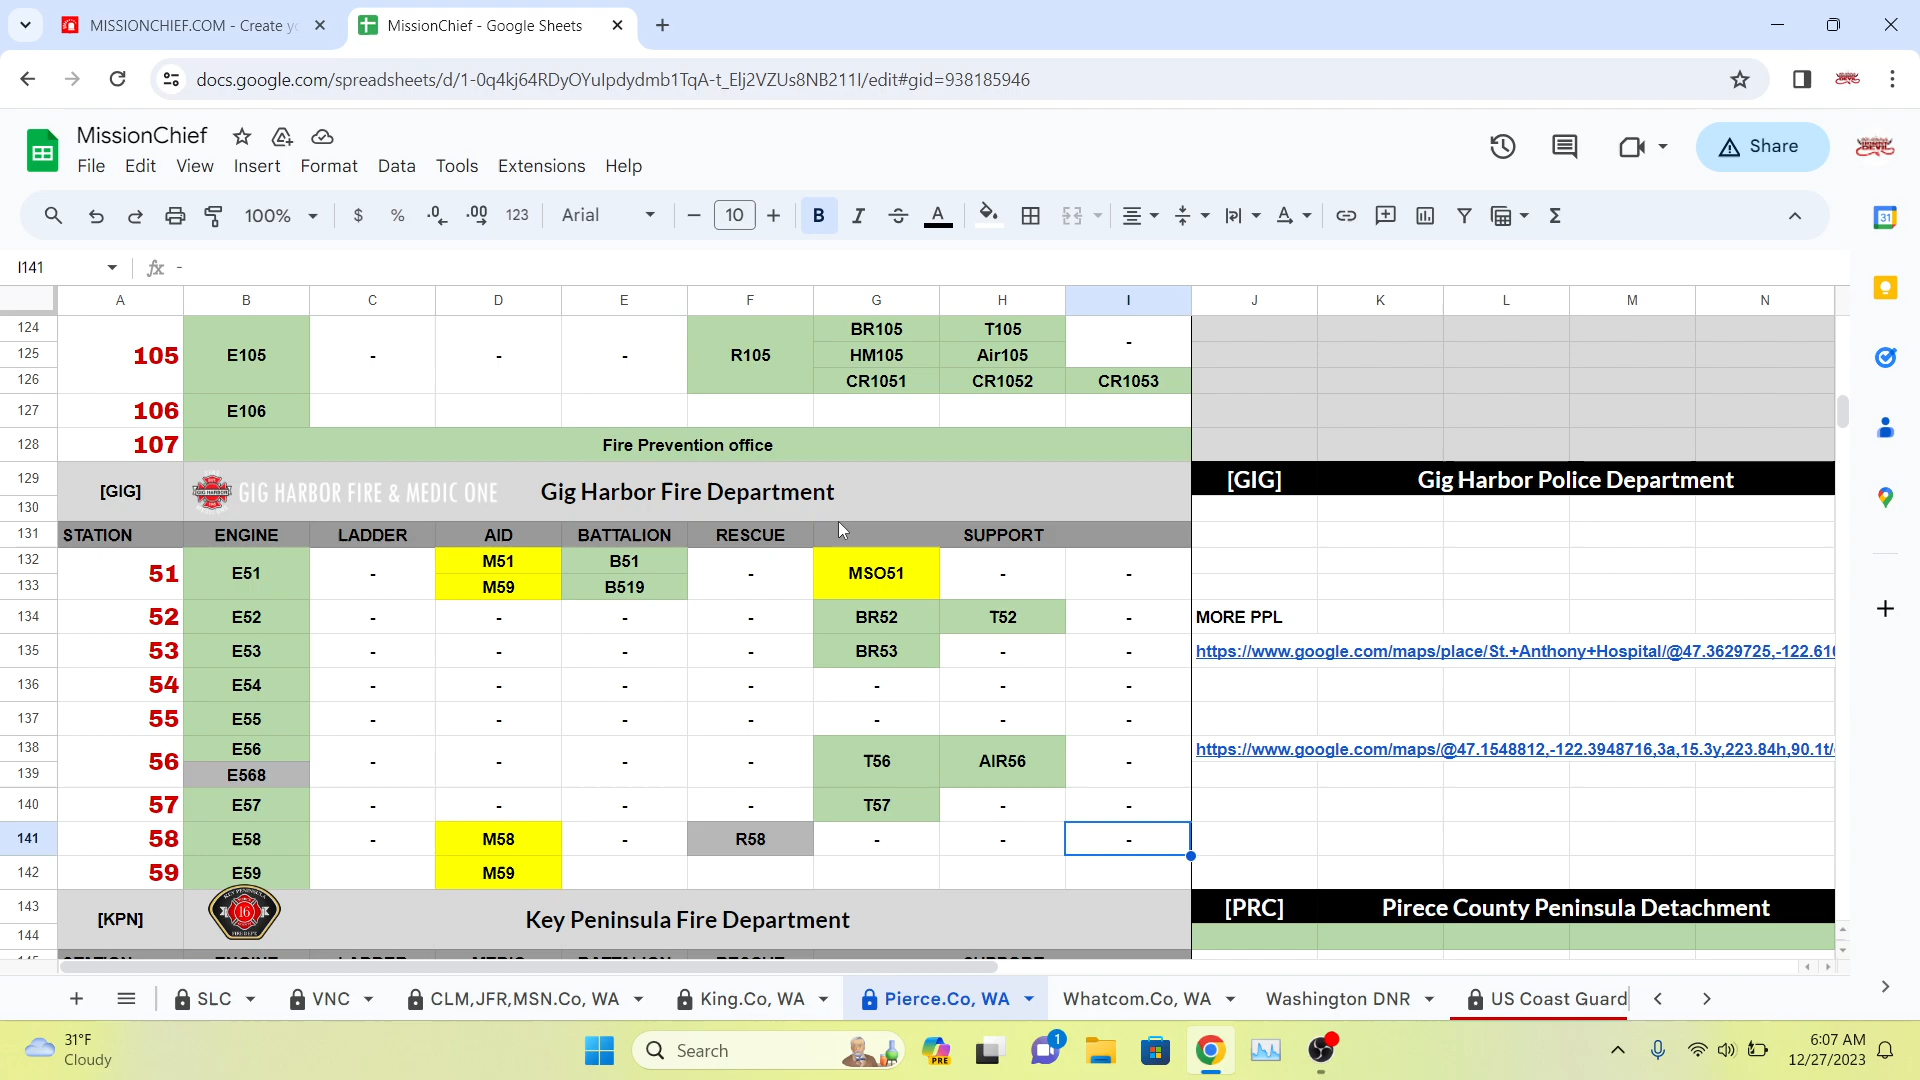 MISSIONCHIEF.COM - Create y
MissionChief - Google Sheets
docs.google.com/spreadsheets/d/1-0q4kj64RDyOYuIpdydmb1TqA-t_Elj2VZUs8NB211I/edit#gid=938185946
MissionChief
File Edit View Insert Format Data Tools Extensions Help
Share
100% $ % .0 .00 123 Arial 10 B I A
31
I141 fx -
A B C D E F G H I J K L M N
124 BR105 T105
125 105 E105 - - - R105 HM105 Air105 -
126 CR1051 CR1052 CR1053
127 106 E106
128 107 Fire Prevention office
129 [GIG] GIG HARBOR FIRE & MEDIC ONE Gig Harbor Fire Department [GIG] Gig Harbor Police Department
130
131 STATION ENGINE LADDER AID BATTALION RESCUE SUPPORT
132 M51 B51
51 E51 - - MSO51 - -
133 M59 B519
134 52 E52 - - - - BR52 T52 - MORE PPL
135 53 E53 - - - - BR53 - - https://www.google.com/maps/place/St.+Anthony+Hospital/@47.3629725,-122.61
136 54 E54 - - - - - - -
137 55 E55 - - - - - - -
138 E56 https://www.google.com/maps/@47.1548812,-122.3948716,3a,15.3y,223.84h,90.1t/
56 - - - - T56 AIR56 -
139 E568
140 57 E57 - - - - T57 - -
141 58 E58 - M58 - R58 - - -
142 59 E59 M59
143 [KPN] 16 Key Peninsula Fire Department [PRC] Pirece County Peninsula Detachment
144
145 STATION ENGINE LADDER MEDIC BATTALION RESCUE SUPPORT
SLC VNC CLM,JFR,MSN.Co, WA King.Co, WA Pierce.Co, WA Whatcom.Co, WA Washington DNR US Coast Guard
31°F
Cloudy
Search
PRE
1
6:07 AM
12/27/2023